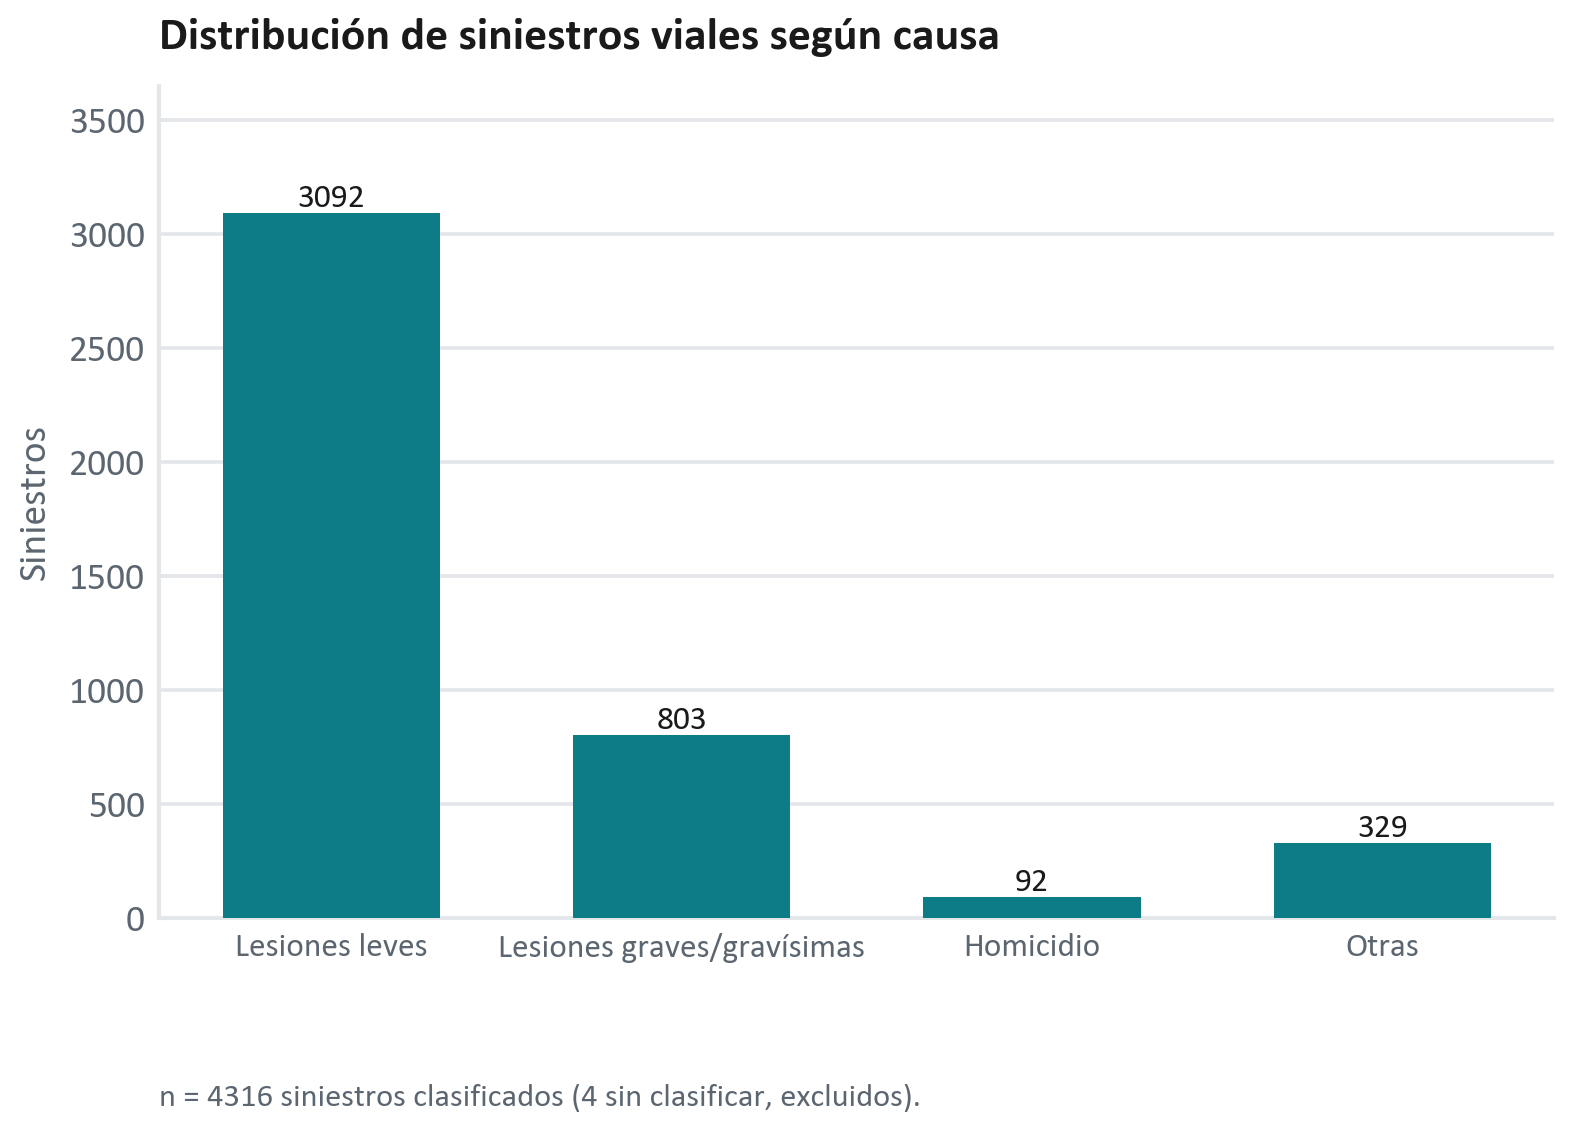 Distribución de siniestros viales según causa
Siniestros
3500
3000
2500
2000
1500
1000
500
0
3092
803
92
329
Lesiones leves
Lesiones graves/gravísimas
Homicidio
Otras
n = 4316 siniestros clasificados (4 sin clasificar, excluidos).